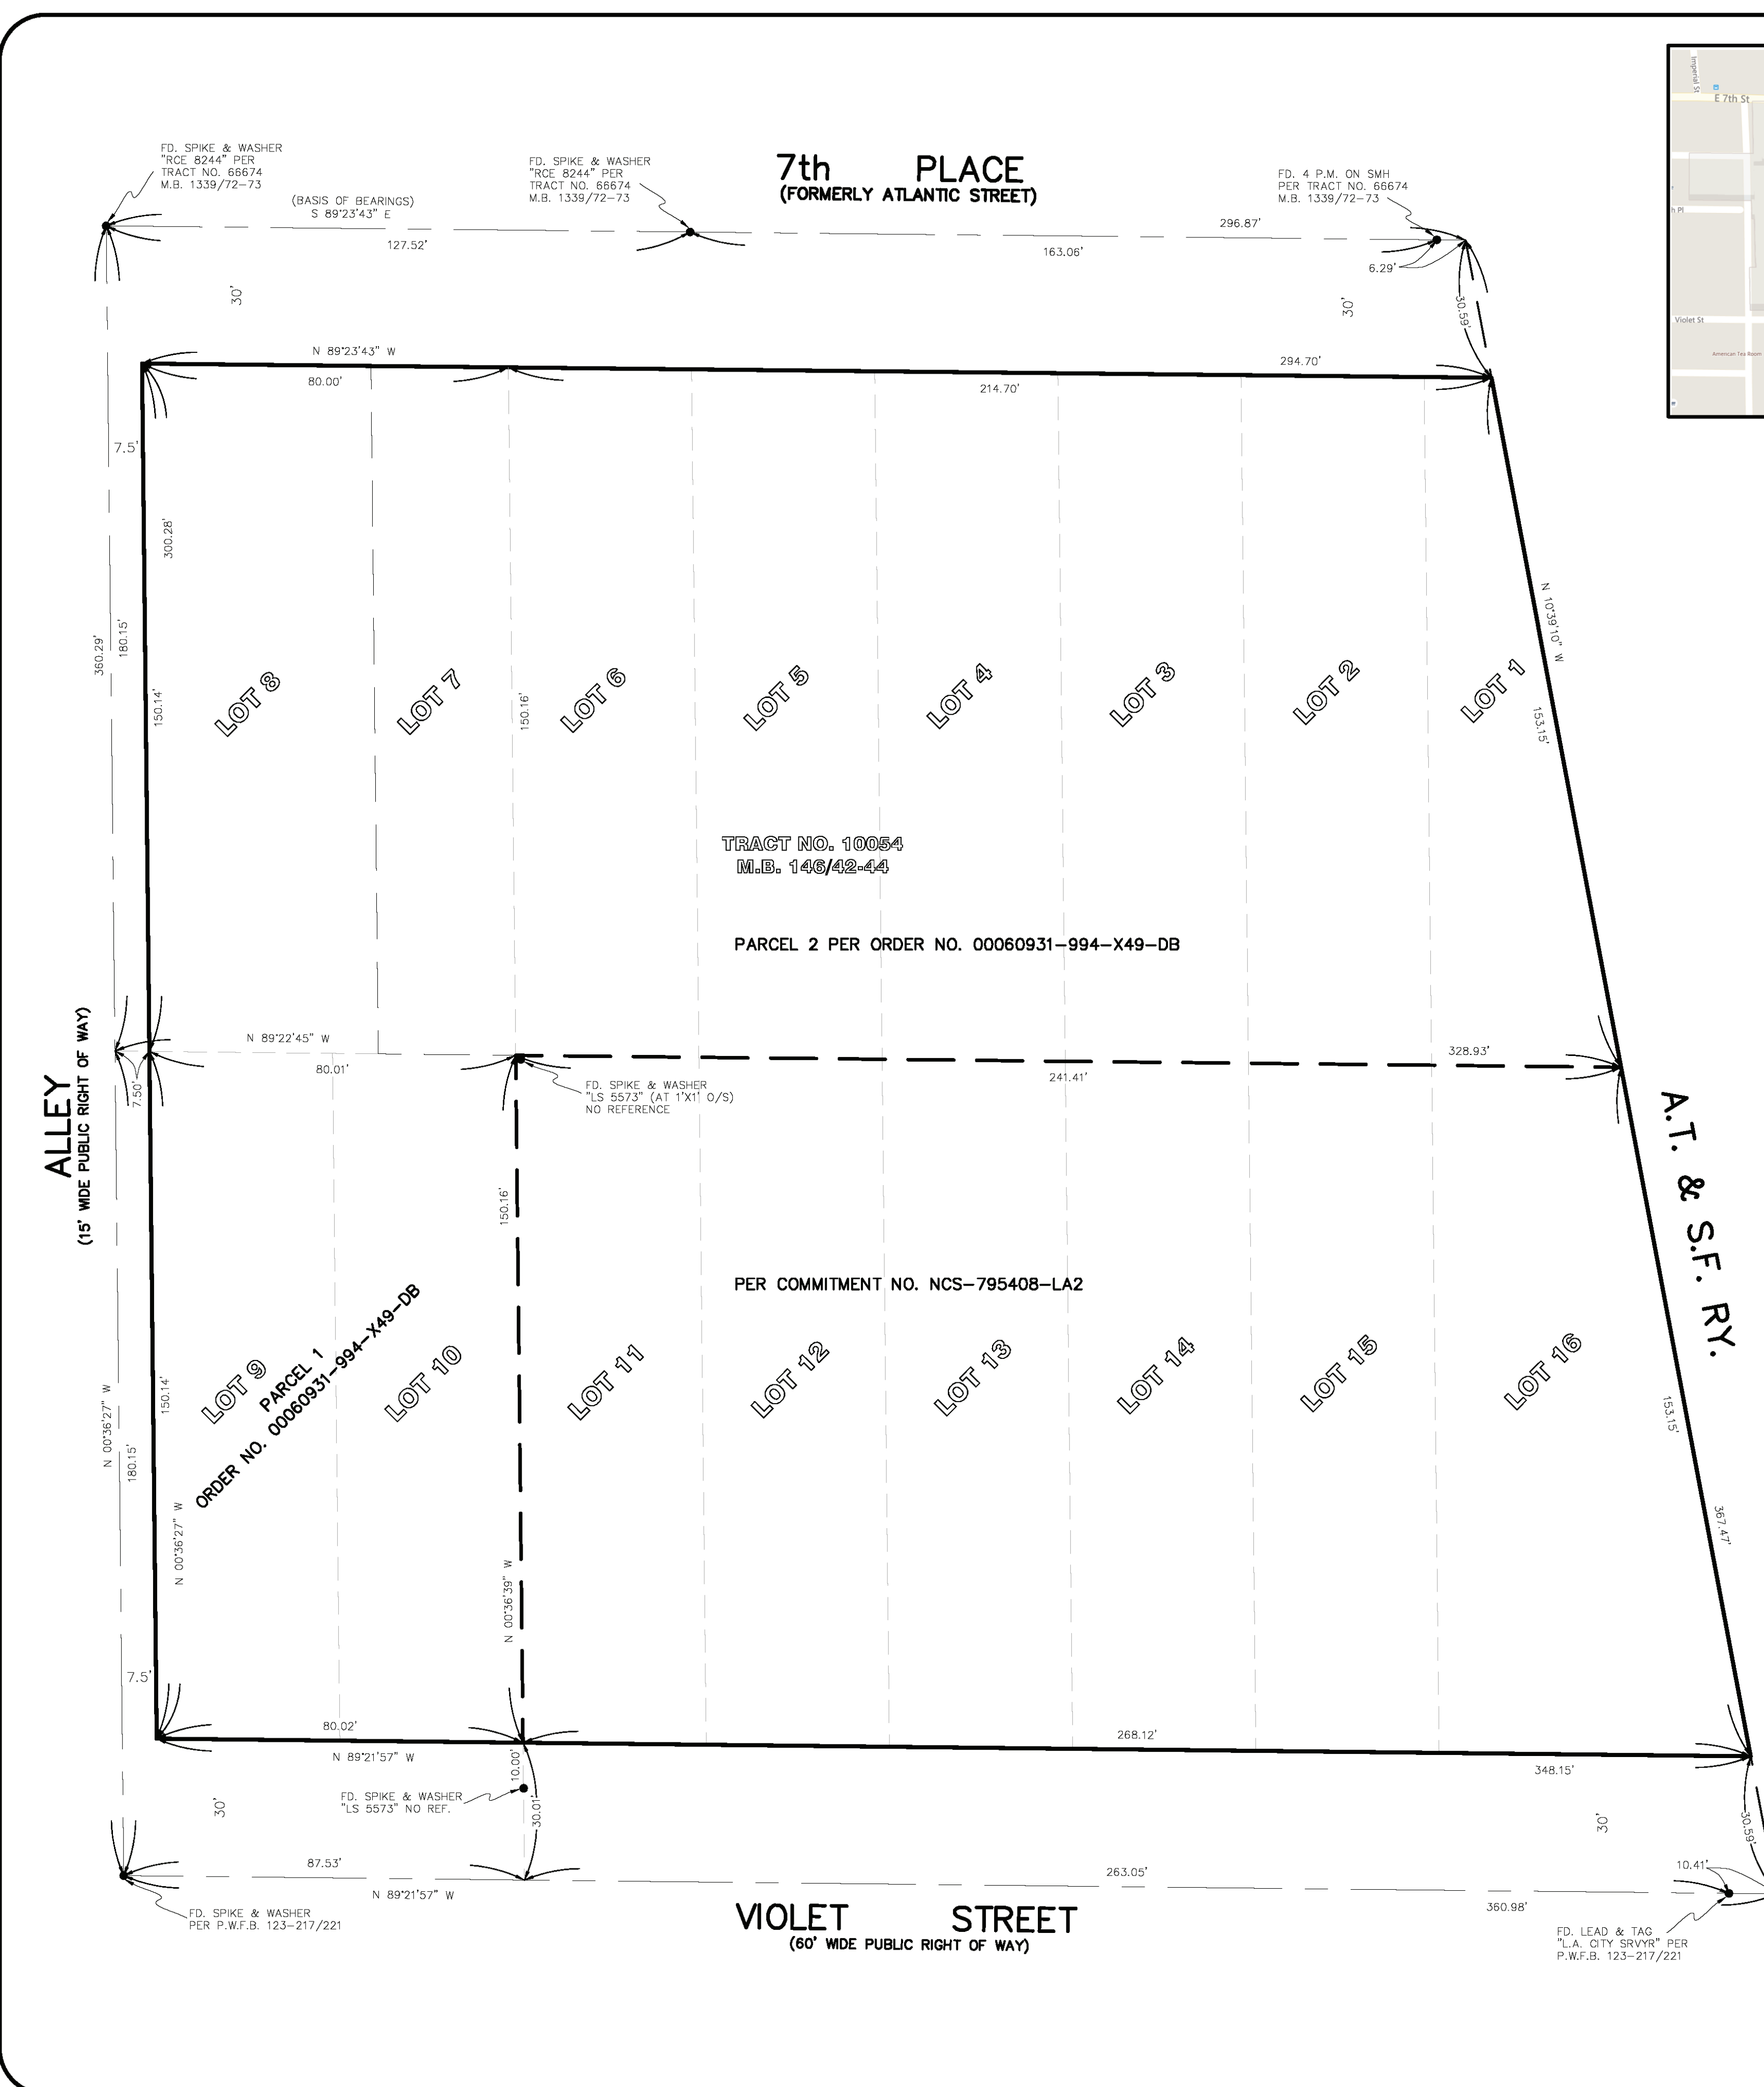 Imperial St
E 7th St
h Pl
Violet St
American Tea Room
FD. SPIKE & WASHER
"RCE 8244" PER
TRACT NO. 66674
M.B. 1339/72-73
FD. SPIKE & WASHER
"RCE 8244" PER
TRACT NO. 66674
M.B. 1339/72-73
7th PLACE
(FORMERLY ATLANTIC STREET)
FD. 4 P.M. ON SMH
PER TRACT NO. 66674
M.B. 1339/72-73
(BASIS OF BEARINGS)
S 89°23'43" E
127.52'
163.06'
296.87'
6.29'
30'
30'
30.59'
N 89°23'43" W
80.00'
214.70'
294.70'
7.5'
300.28'
360.29'
180.15'
150.14'
150.16'
N 10°39'10" W
153.15'
LOT 8
LOT 7
LOT 6
LOT 5
LOT 4
LOT 3
LOT 2
LOT 1
TRACT NO. 10054
M.B. 146/42-44
PARCEL 2 PER ORDER NO. 00060931-994-X49-DB
ALLEY
(15' WIDE PUBLIC RIGHT OF WAY)
N 89°22'45" W
80.01'
7.50'
FD. SPIKE & WASHER
"LS 5573" (AT 1'X1' O/S)
NO REFERENCE
241.41'
328.93'
A.T. & S.F. RY.
150.16'
PER COMMITMENT NO. NCS-795408-LA2
LOT 9
PARCEL 1
ORDER NO. 00060931-994-X49-DB
LOT 10
LOT 11
LOT 12
LOT 13
LOT 14
LOT 15
LOT 16
N 00°36'27" W
150.14'
180.15'
N 00°36'27" W
N 00°36'39" W
153.15'
367.47'
7.5'
80.02'
N 89°21'57" W
268.12'
348.15'
10.00'
30.01'
FD. SPIKE & WASHER
"LS 5573" NO REF.
30'
30'
30.59'
87.53'
N 89°21'57" W
263.05'
10.41'
360.98'
FD. SPIKE & WASHER
PER P.W.F.B. 123-217/221
VIOLET STREET
(60' WIDE PUBLIC RIGHT OF WAY)
FD. LEAD & TAG
"L.A. CITY SRVYR" PER
P.W.F.B. 123-217/221